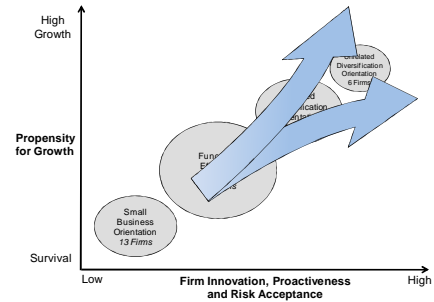 High
Growth
Diversification
Orientation
6 Firms
Propensity
for Growth
Small
Business
Orientation
13 Firms
Survival
Low
High
Firm Innovation, Proactiveness
and Risk Acceptance